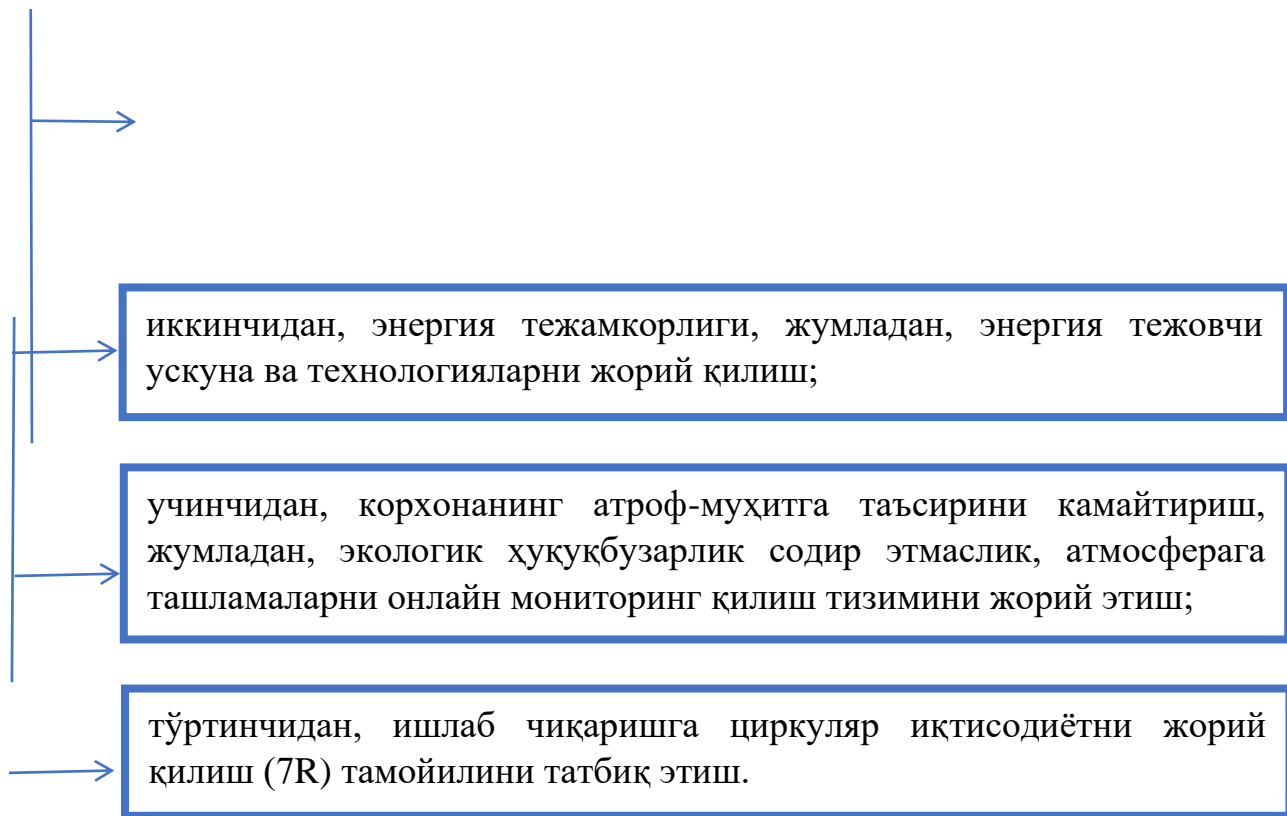 иккинчидан, энергия тежамкорлиги, жумладан, энергия тежовчи
ускуна ва технологияларни жорий қилиш;
учинчидан, корхонанинг атроф-муҳитга таъсирини камайтириш,
жумладан, экологик ҳуқуқбузарлик содир этмаслик, атмосферага
ташламаларни онлайн мониторинг қилиш тизимини жорий этиш;
тўртинчидан, ишлаб чиқаришга циркуляр иқтисодиётни жорий
қилиш (7R) тамойилини татбиқ этиш.